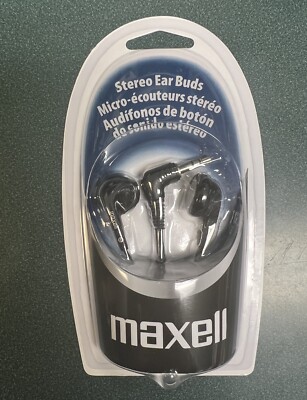 Stereo Ear Buds
Micro-écouteurs stéréo
Audífonos de botón
de sonido estéreo
maxell